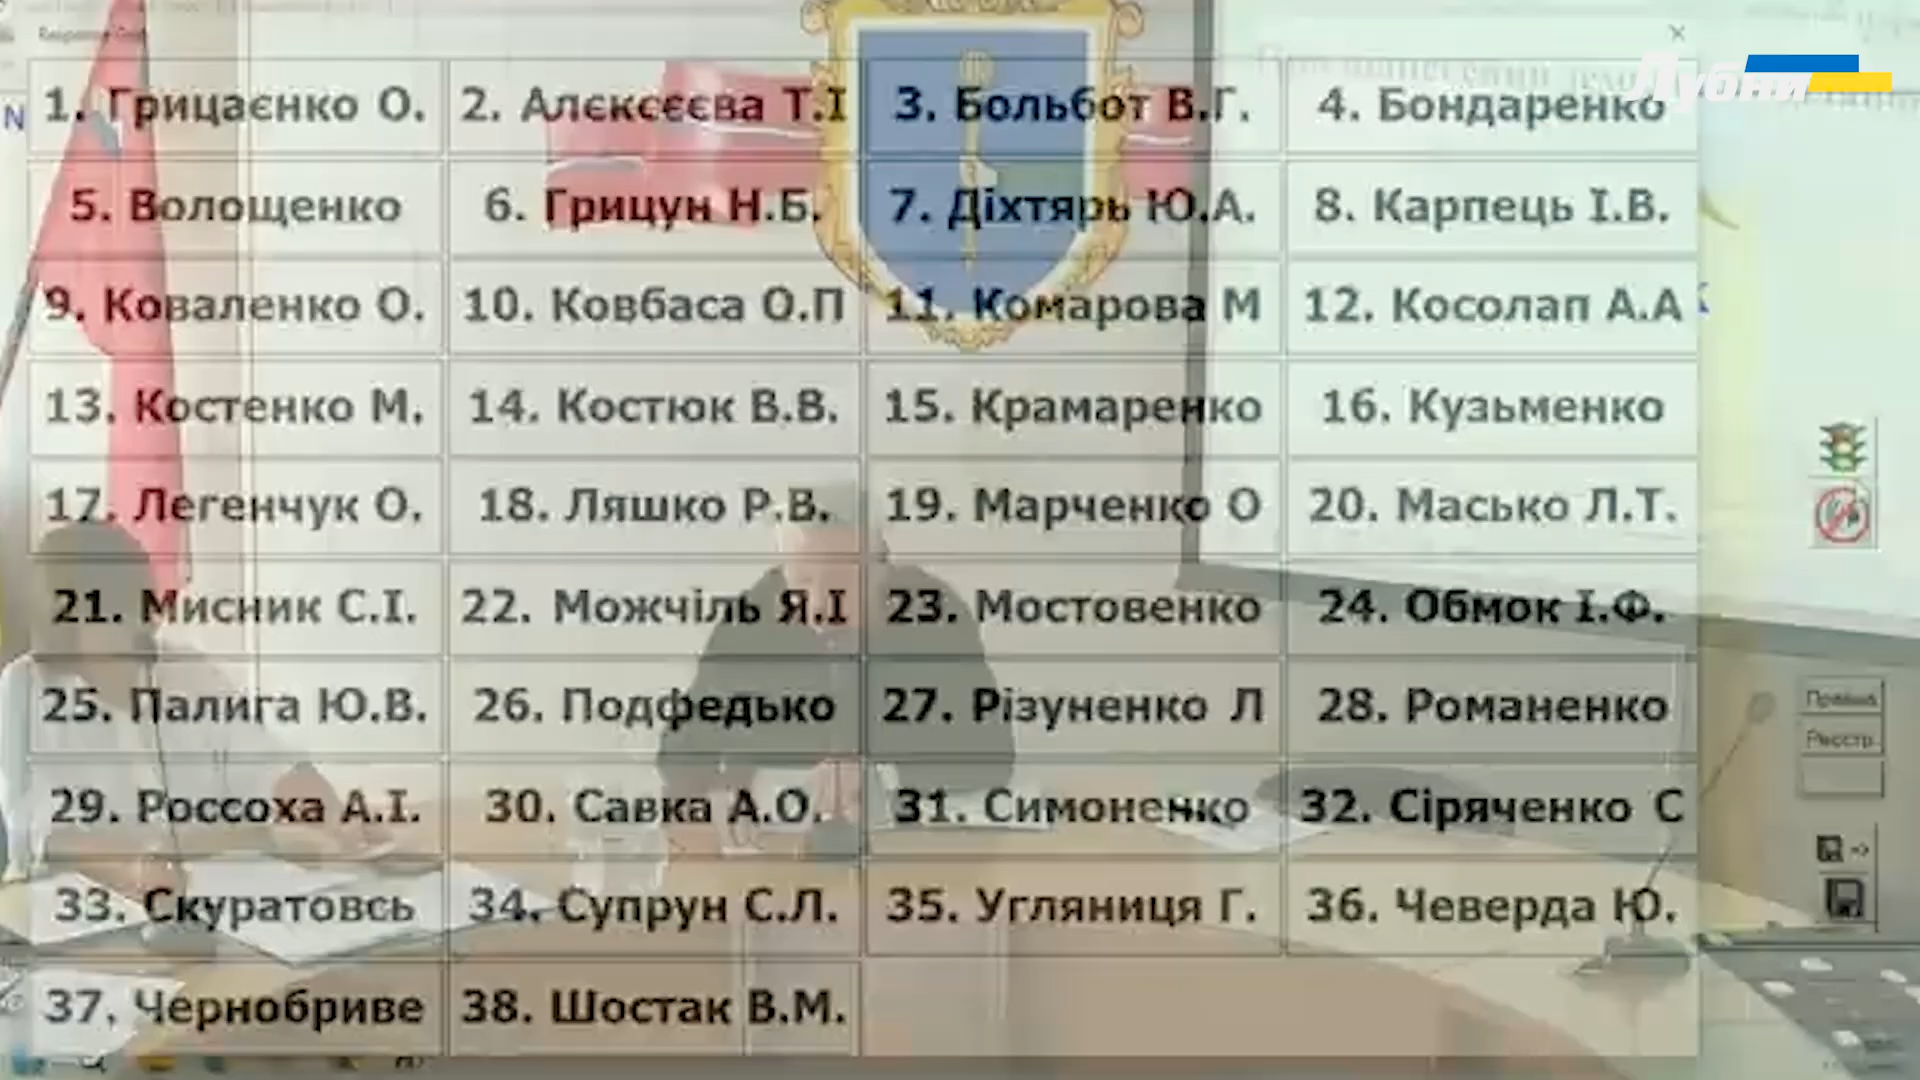 Response Grid
Лубни
1. Грицаєнко О. 2. Алєксєєва Т.І 3. Больбот В.Г. 4. Бондаренко
5. Волощенко 6. Грицун Н.Б. 7. Діхтярь Ю.А. 8. Карпець І.В.
9. Коваленко О. 10. Ковбаса О.П 11. Комарова М 12. Косолап А.А
13. Костенко М. 14. Костюк В.В. 15. Крамаренко 16. Кузьменко
17. Легенчук О. 18. Ляшко Р.В. 19. Марченко О 20. Масько Л.Т.
21. Мисник С.І. 22. Можчіль Я.І 23. Мостовенко 24. Обмок І.Ф.
25. Палига Ю.В. 26. Подфедько 27. Різуненко Л 28. Романенко
29. Россоха А.І. 30. Савка А.О. 31. Симоненко 32. Сіряченко С
33. Скуратовсь 34. Супрун С.Л. 35. Угляниця Г. 36. Чеверда Ю.
37. Чернобриве 38. Шостак В.М.